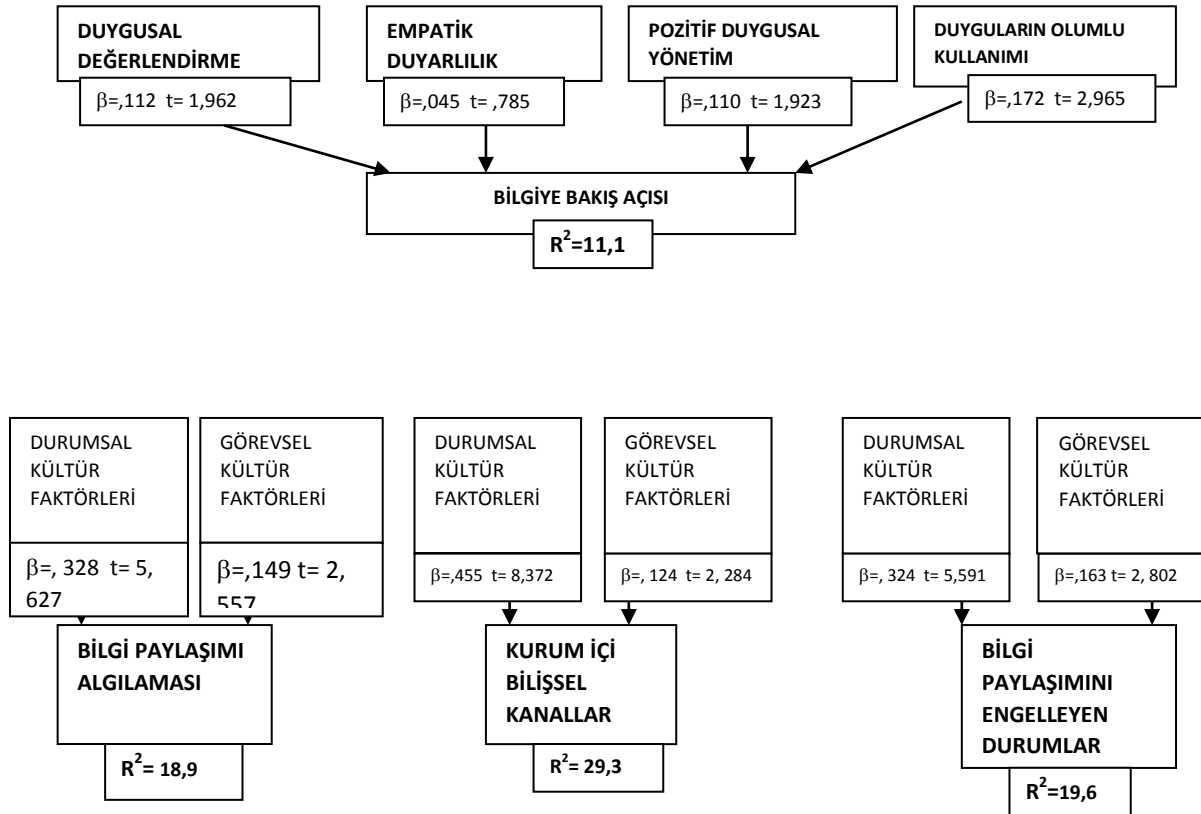 DUYGUSAL
DEĞERLENDİRME
β=,112 t= 1,962
EMPATİK
DUYARLILIK
β=,045 t= ,785
POZİTİF DUYGUSAL
YÖNETİM
β=,110 t= 1,923
DUYGULARIN OLUMLU
KULLANIMI
β=,172 t= 2,965
BİLGİYE BAKIŞ AÇISI
R²=11,1
DURUMSAL
KÜLTÜR
FAKTÖRLERİ
β=, 328 t= 5,
627
GÖREVSEL
KÜLTÜR
FAKTÖRLERİ
β=,149 t= 2,
557
BİLGİ PAYLAŞIMI
ALGILAMASI
R²= 18,9
DURUMSAL
KÜLTÜR
FAKTÖRLERİ
β=,455 t= 8,372
GÖREVSEL
KÜLTÜR
FAKTÖRLERİ
β=, 124 t= 2, 284
KURUM İÇİ
BİLİŞSEL
KANALLAR
R²= 29,3
DURUMSAL
KÜLTÜR
FAKTÖRLERİ
β=, 324 t= 5,591
GÖREVSEL
KÜLTÜR
FAKTÖRLERİ
β=,163 t= 2, 802
BİLGİ
PAYLAŞIMINI
ENGELLEYEN
DURUMLAR
R²=19,6